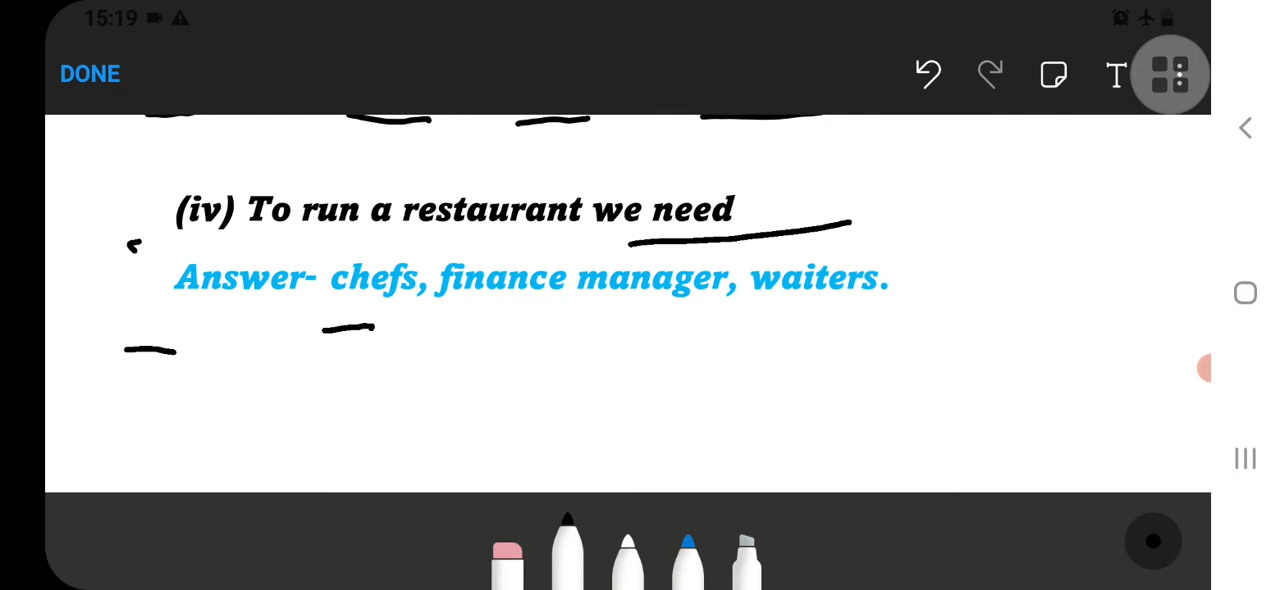 15:19
DONE
T
(iv) To run a restaurant we need
Answer- chefs, finance manager, waiters.